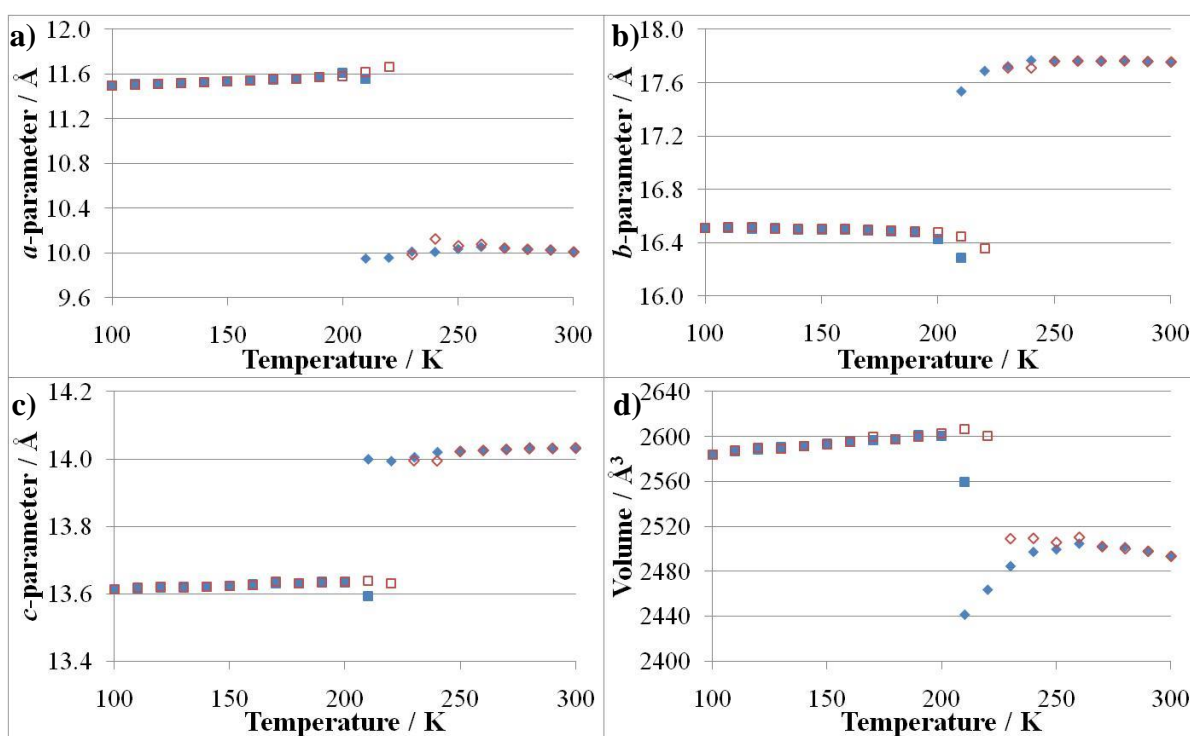 a)
12.0
11.6
11.2
10.8
10.4
10.0
9.6
a-parameter / Å
100 150 200 250 300
Temperature / K
b)
18.0
17.6
17.2
16.8
16.4
16.0
b-parameter / Å
100 150 200 250 300
Temperature / K
c)
14.2
14.0
13.8
13.6
13.4
c-parameter / Å
100 150 200 250 300
Temperature / K
d)
2640
2600
2560
2520
2480
2440
2400
Volume / Å³
100 150 200 250 300
Temperature / K